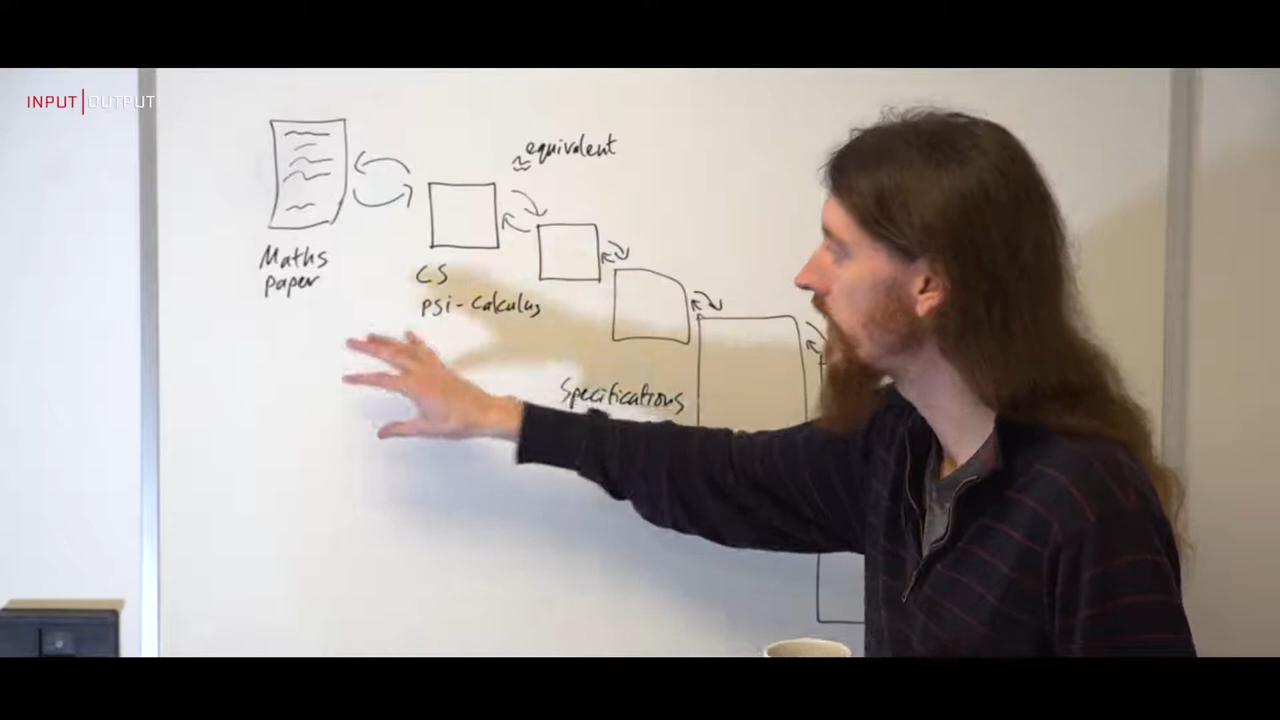 INPUT|OUTPUT
≈ equivalent
Maths
paper
CS
psi-calculus
Specifications